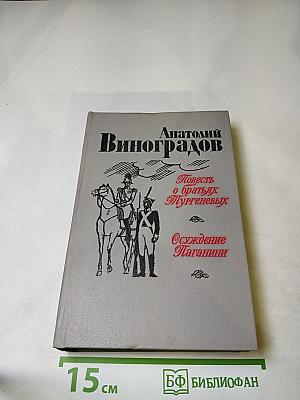 Анатолий
Виноградов
Повесть
о братьях
Тургеневых
Осуждение
Паганини
15 см
БФ БИБЛИОФАН